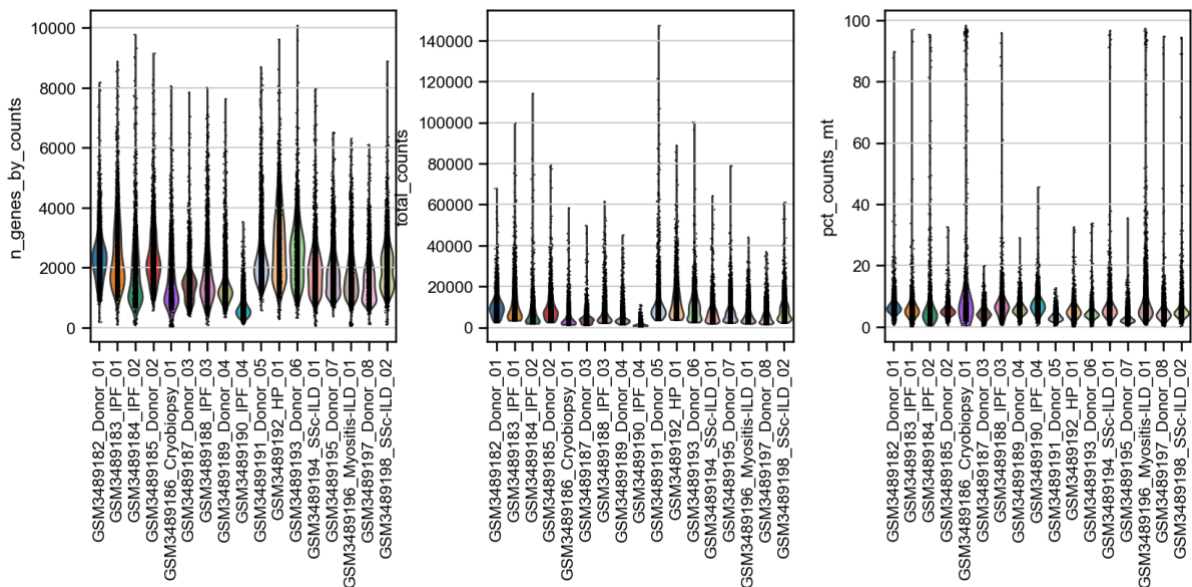 n_genes_by_counts
10000
8000
6000
4000
2000
0
GSM3489182_Donor_01
GSM3489183_IPF_01
GSM3489184_IPF_02
GSM3489185_Donor_02
GSM3489186_Cryobiopsy_01
GSM3489187_Donor_03
GSM3489188_IPF_03
GSM3489189_Donor_04
GSM3489190_IPF_04
GSM3489191_Donor_05
GSM3489192_HP_01
GSM3489193_Donor_06
GSM3489194_SSc-ILD_01
GSM3489195_Donor_07
GSM3489196_Myositis-ILD_01
GSM3489197_Donor_08
GSM3489198_SSc-ILD_02
total_counts
140000
120000
100000
80000
60000
40000
20000
0
GSM3489182_Donor_01
GSM3489183_IPF_01
GSM3489184_IPF_02
GSM3489185_Donor_02
GSM3489186_Cryobiopsy_01
GSM3489187_Donor_03
GSM3489188_IPF_03
GSM3489189_Donor_04
GSM3489190_IPF_04
GSM3489191_Donor_05
GSM3489192_HP_01
GSM3489193_Donor_06
GSM3489194_SSc-ILD_01
GSM3489195_Donor_07
GSM3489196_Myositis-ILD_01
GSM3489197_Donor_08
GSM3489198_SSc-ILD_02
pct_counts_mt
100
80
60
40
20
0
GSM3489182_Donor_01
GSM3489183_IPF_01
GSM3489184_IPF_02
GSM3489185_Donor_02
GSM3489186_Cryobiopsy_01
GSM3489187_Donor_03
GSM3489188_IPF_03
GSM3489189_Donor_04
GSM3489190_IPF_04
GSM3489191_Donor_05
GSM3489192_HP_01
GSM3489193_Donor_06
GSM3489194_SSc-ILD_01
GSM3489195_Donor_07
GSM3489196_Myositis-ILD_01
GSM3489197_Donor_08
GSM3489198_SSc-ILD_02